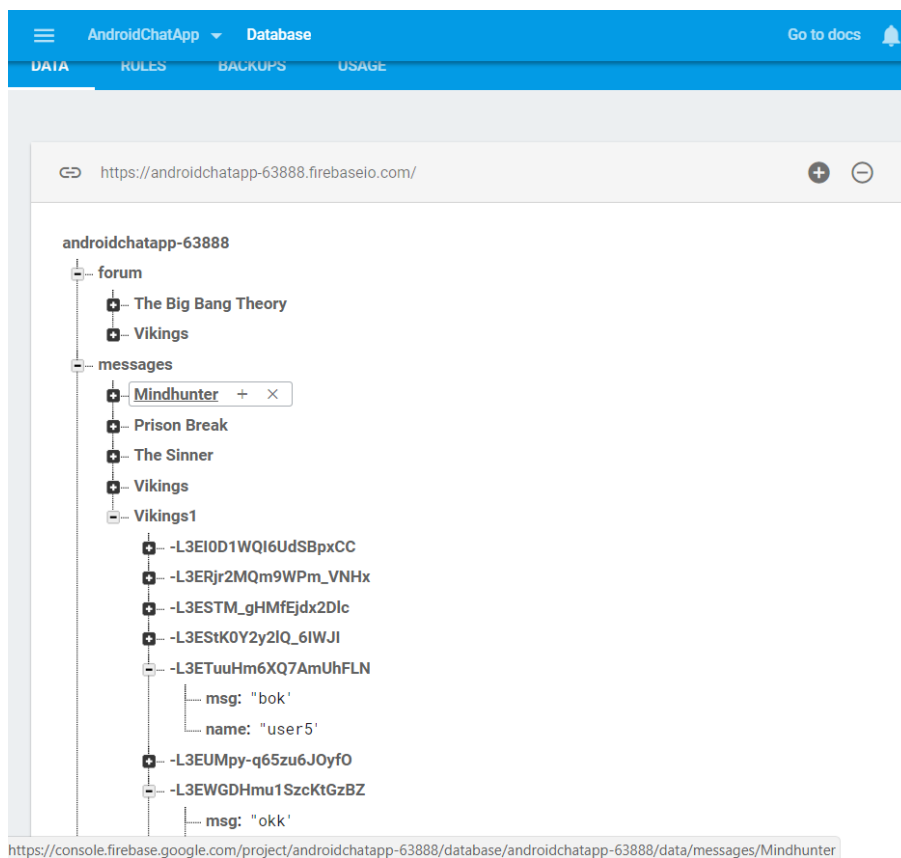 AndroidChatApp Database Go to docs
DATA RULES BACKUPS USAGE
https://androidchatapp-63888.firebaseio.com/
androidchatapp-63888
forum
The Big Bang Theory
Vikings
messages
Mindhunter + ×
Prison Break
The Sinner
Vikings
Vikings1
-L3EI0D1WQI6UdSBpxCC
-L3ERjr2MQm9WPm_VNHx
-L3ESTM_gHMfEjdx2Dlc
-L3EStK0Y2y2lQ_6IWJI
-L3ETuuHm6XQ7AmUhFLN
msg: "bok'
name: "user5'
-L3EUMpy-q65zu6JOyfO
-L3EWGDHmu1SzcKtGzBZ
msg: "okk'
https://console.firebase.google.com/project/androidchatapp-63888/database/androidchatapp-63888/data/messages/Mindhunter